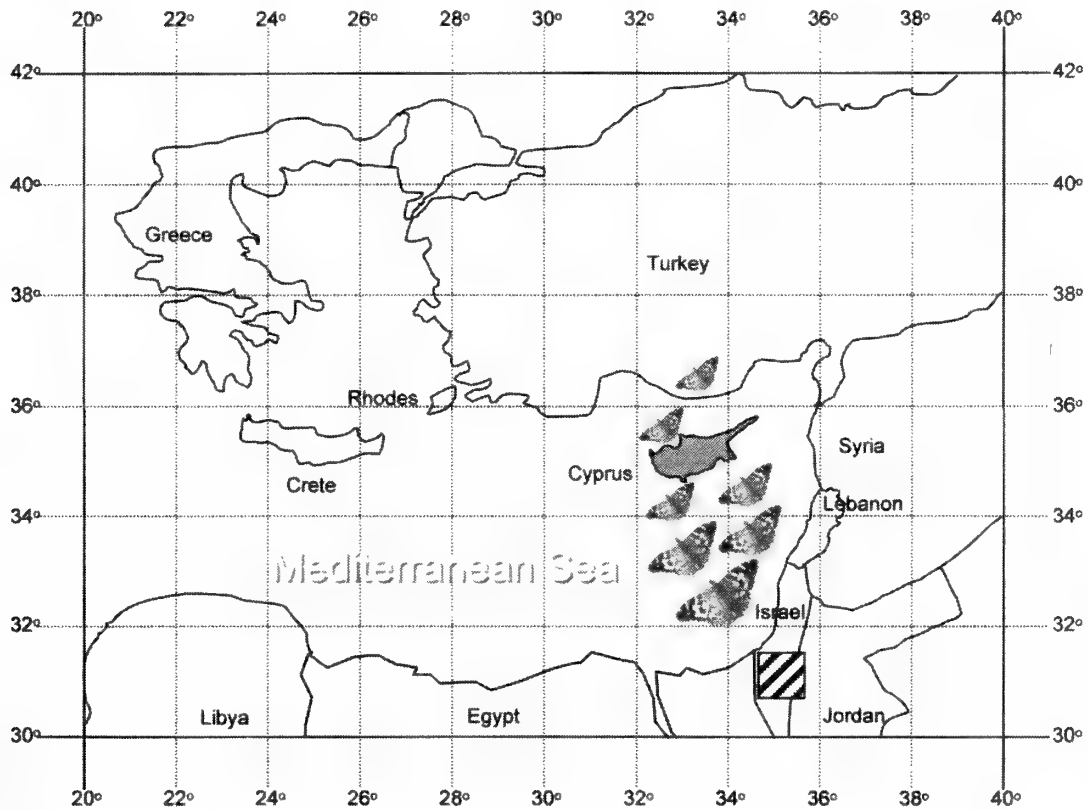 20° 22° 24° 26° 28° 30° 32° 34° 36° 38° 40°
42° 42°
40° 40°
Greece
Turkey
38° 38°
Rhodes
36° 36°
Syria
Cyprus
Crete
Lebanon
34° 34°
Mediterranean Sea
Israel
32° 32°
Libya Egypt Jordan
30° 30°
20° 22° 24° 26° 28° 30° 32° 34° 36° 38° 40°